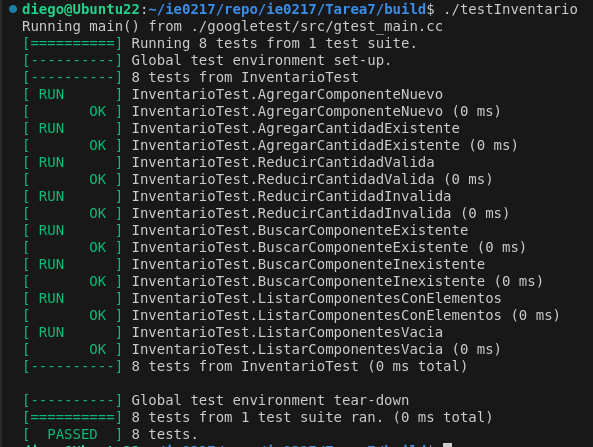 diego@Ubuntu22:~/ie0217/repo/ie0217/Tarea7/build$ ./testInventario
Running main() from ./googletest/src/gtest_main.cc
[==========] Running 8 tests from 1 test suite.
[----------] Global test environment set-up.
[----------] 8 tests from InventarioTest
[ RUN      ] InventarioTest.AgregarComponenteNuevo
[       OK ] InventarioTest.AgregarComponenteNuevo (0 ms)
[ RUN      ] InventarioTest.AgregarCantidadExistente
[       OK ] InventarioTest.AgregarCantidadExistente (0 ms)
[ RUN      ] InventarioTest.ReducirCantidadValida
[       OK ] InventarioTest.ReducirCantidadValida (0 ms)
[ RUN      ] InventarioTest.ReducirCantidadInvalida
[       OK ] InventarioTest.ReducirCantidadInvalida (0 ms)
[ RUN      ] InventarioTest.BuscarComponenteExistente
[       OK ] InventarioTest.BuscarComponenteExistente (0 ms)
[ RUN      ] InventarioTest.BuscarComponenteInexistente
[       OK ] InventarioTest.BuscarComponenteInexistente (0 ms)
[ RUN      ] InventarioTest.ListarComponentesConElementos
[       OK ] InventarioTest.ListarComponentesConElementos (0 ms)
[ RUN      ] InventarioTest.ListarComponentesVacia
[       OK ] InventarioTest.ListarComponentesVacia (0 ms)
[----------] 8 tests from InventarioTest (0 ms total)

[----------] Global test environment tear-down
[==========] 8 tests from 1 test suite ran. (0 ms total)
[  PASSED  ] 8 tests.